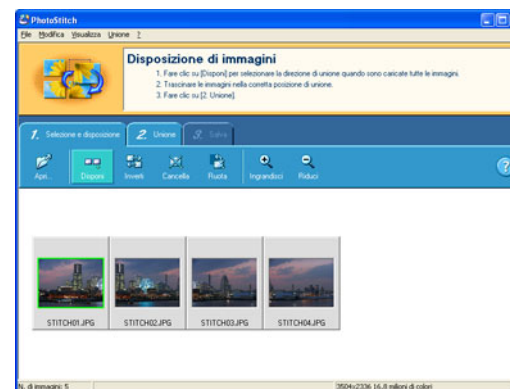 PhotoStitch
File Modifica Visualizza Unione ?
Disposizione di immagini
1. Fare clic su [Disponi] per selezionare la direzione di unione quando sono caricate tutte le immagini.
2. Trascinare le immagini nella corretta posizione di unione.
3. Fare clic su [2. Unione].
1. Selezione e disposizione
2. Unione
3. Salva
Apri...
Disponi
Inverti
Cancella
Ruota
Ingrandisci
Riduci
?
STITCH01.JPG
STITCH02.JPG
STITCH03.JPG
STITCH04.JPG
N. di immagini: 5
3504x2336 16,8 milioni di colori